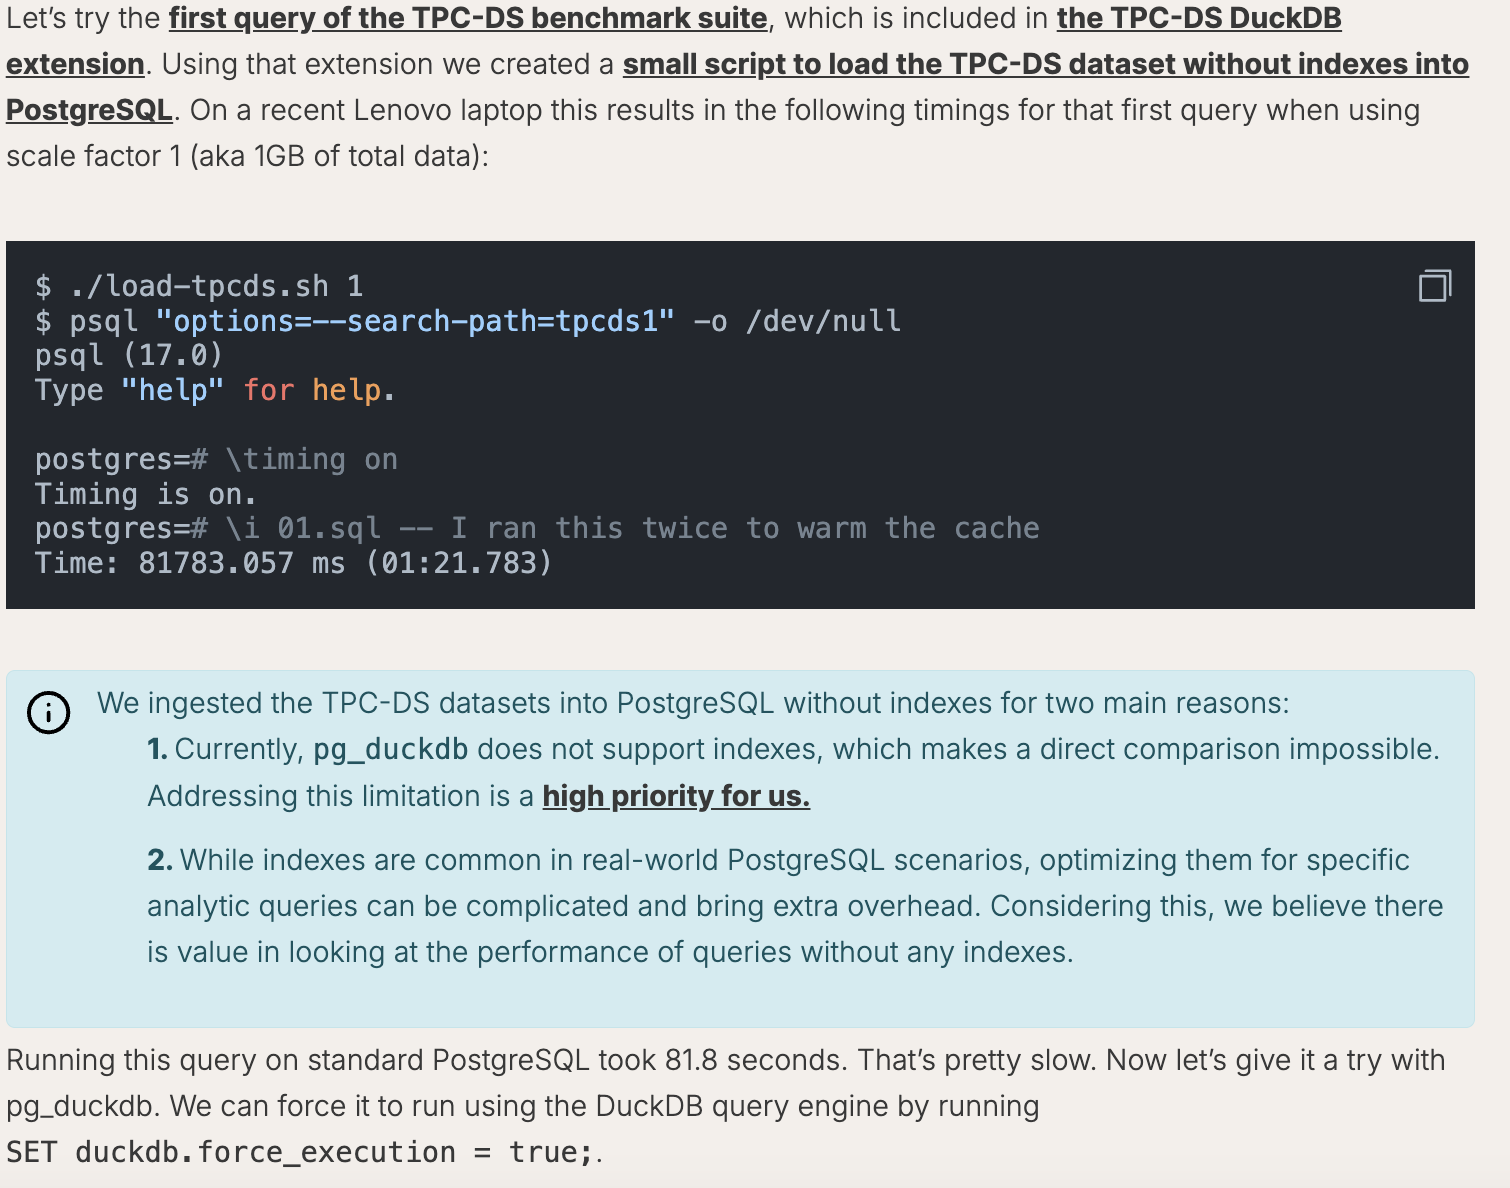 Let’s try the first query of the TPC-DS benchmark suite, which is included in the TPC-DS DuckDB
extension. Using that extension we created a small script to load the TPC-DS dataset without indexes into
PostgreSQL. On a recent Lenovo laptop this results in the following timings for that first query when using
scale factor 1 (aka 1GB of total data):
$ ./load-tpcds.sh 1
$ psql "options=--search-path=tpcds1" -o /dev/null
psql (17.0)
Type "help" for help.
postgres=# \timing on
Timing is on.
postgres=# \i 01.sql -- I ran this twice to warm the cache
Time: 81783.057 ms (01:21.783)
We ingested the TPC-DS datasets into PostgreSQL without indexes for two main reasons:
1. Currently, pg_duckdb does not support indexes, which makes a direct comparison impossible.
Addressing this limitation is a high priority for us.
2. While indexes are common in real-world PostgreSQL scenarios, optimizing them for specific
analytic queries can be complicated and bring extra overhead. Considering this, we believe there
is value in looking at the performance of queries without any indexes.
Running this query on standard PostgreSQL took 81.8 seconds. That’s pretty slow. Now let’s give it a try with
pg_duckdb. We can force it to run using the DuckDB query engine by running
SET duckdb.force_execution = true;.